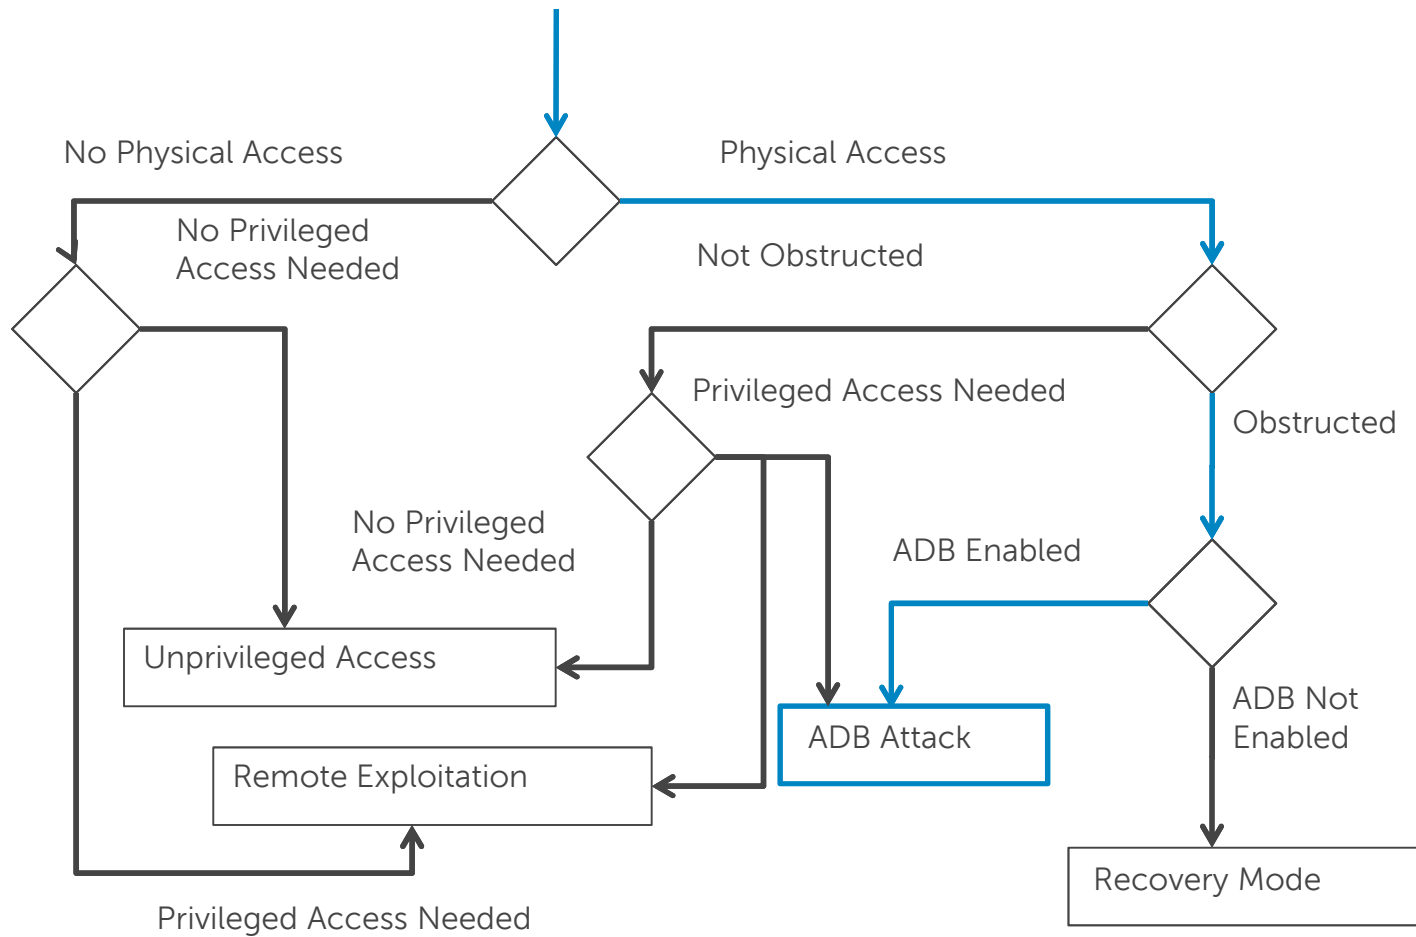 No Physical Access
Physical Access
No Privileged
Access Needed
Not Obstructed
Privileged Access Needed
Obstructed
No Privileged
Access Needed
ADB Enabled
Unprivileged Access
ADB Not
Enabled
ADB Attack
Remote Exploitation
Recovery Mode
Privileged Access Needed